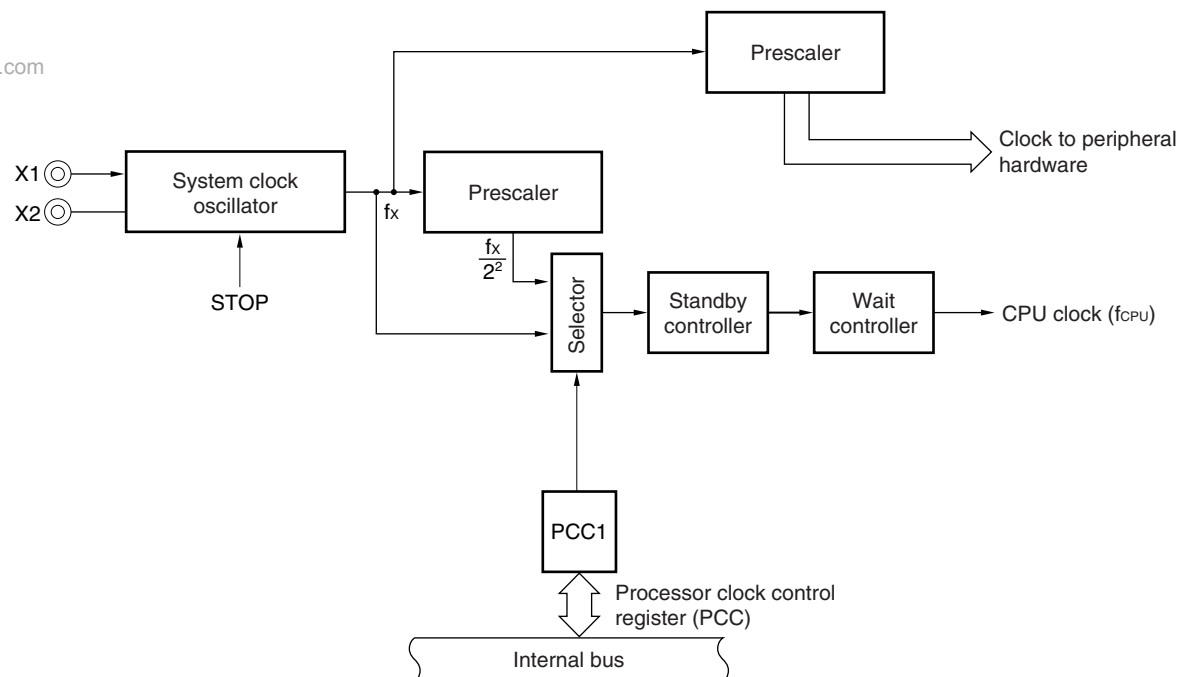 .com
Prescaler
Clock to peripheral
hardware
X1
X2
System clock
oscillator
fX
Prescaler
fX
2²
STOP
Selector
Standby
controller
Wait
controller
CPU clock (fCPU)
PCC1
Processor clock control
register (PCC)
Internal bus